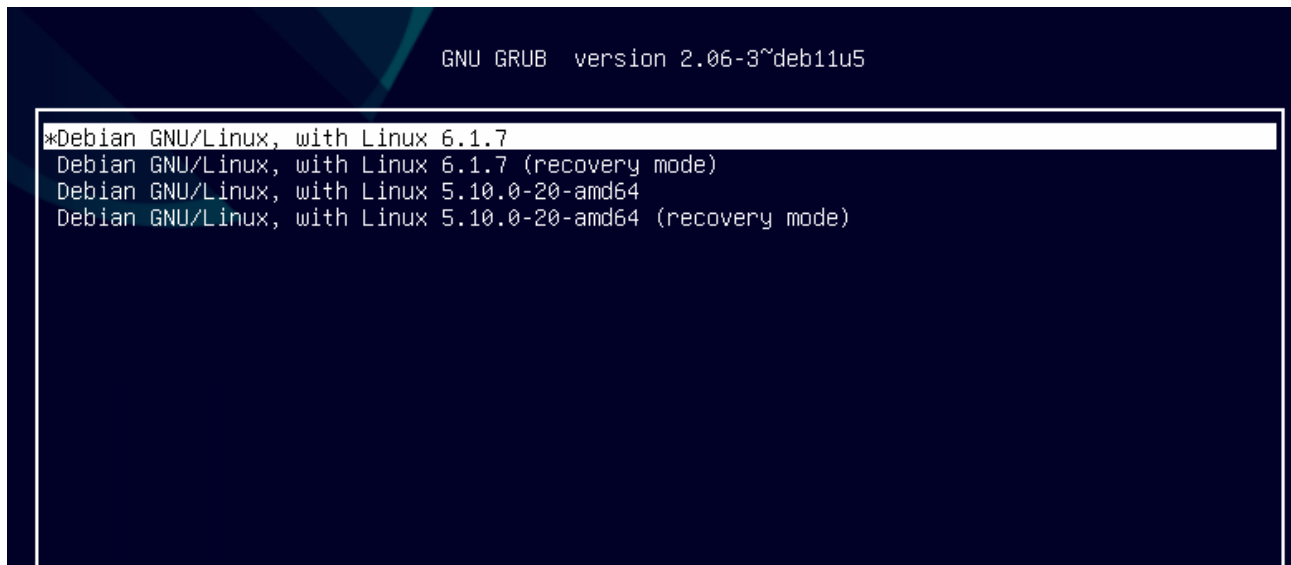 GNU GRUB  version 2.06-3~deb11u5
*Debian GNU/Linux, with Linux 6.1.7
Debian GNU/Linux, with Linux 6.1.7 (recovery mode)
Debian GNU/Linux, with Linux 5.10.0-20-amd64
Debian GNU/Linux, with Linux 5.10.0-20-amd64 (recovery mode)